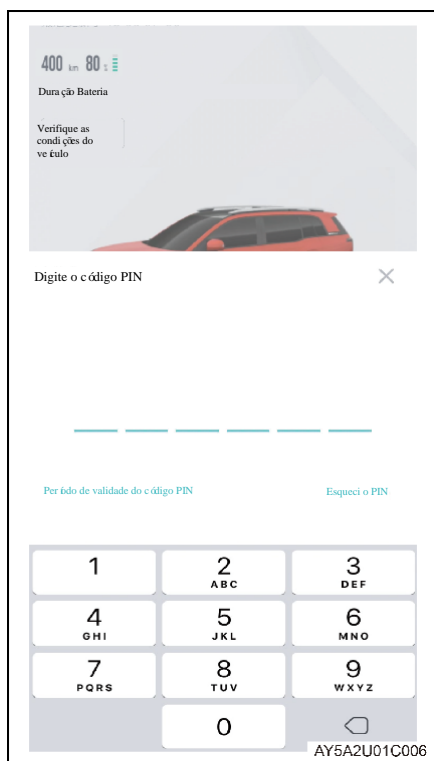 400 km 80 %
Duração Bateria
Verifique as
condições do
veículo
Digite o código PIN
Período de validade do código PIN
Esqueci o PIN
1
2
ABC
3
DEF
4
GHI
5
JKL
6
MNO
7
PQRS
8
TUV
9
WXYZ
0
AY5A2U01C006